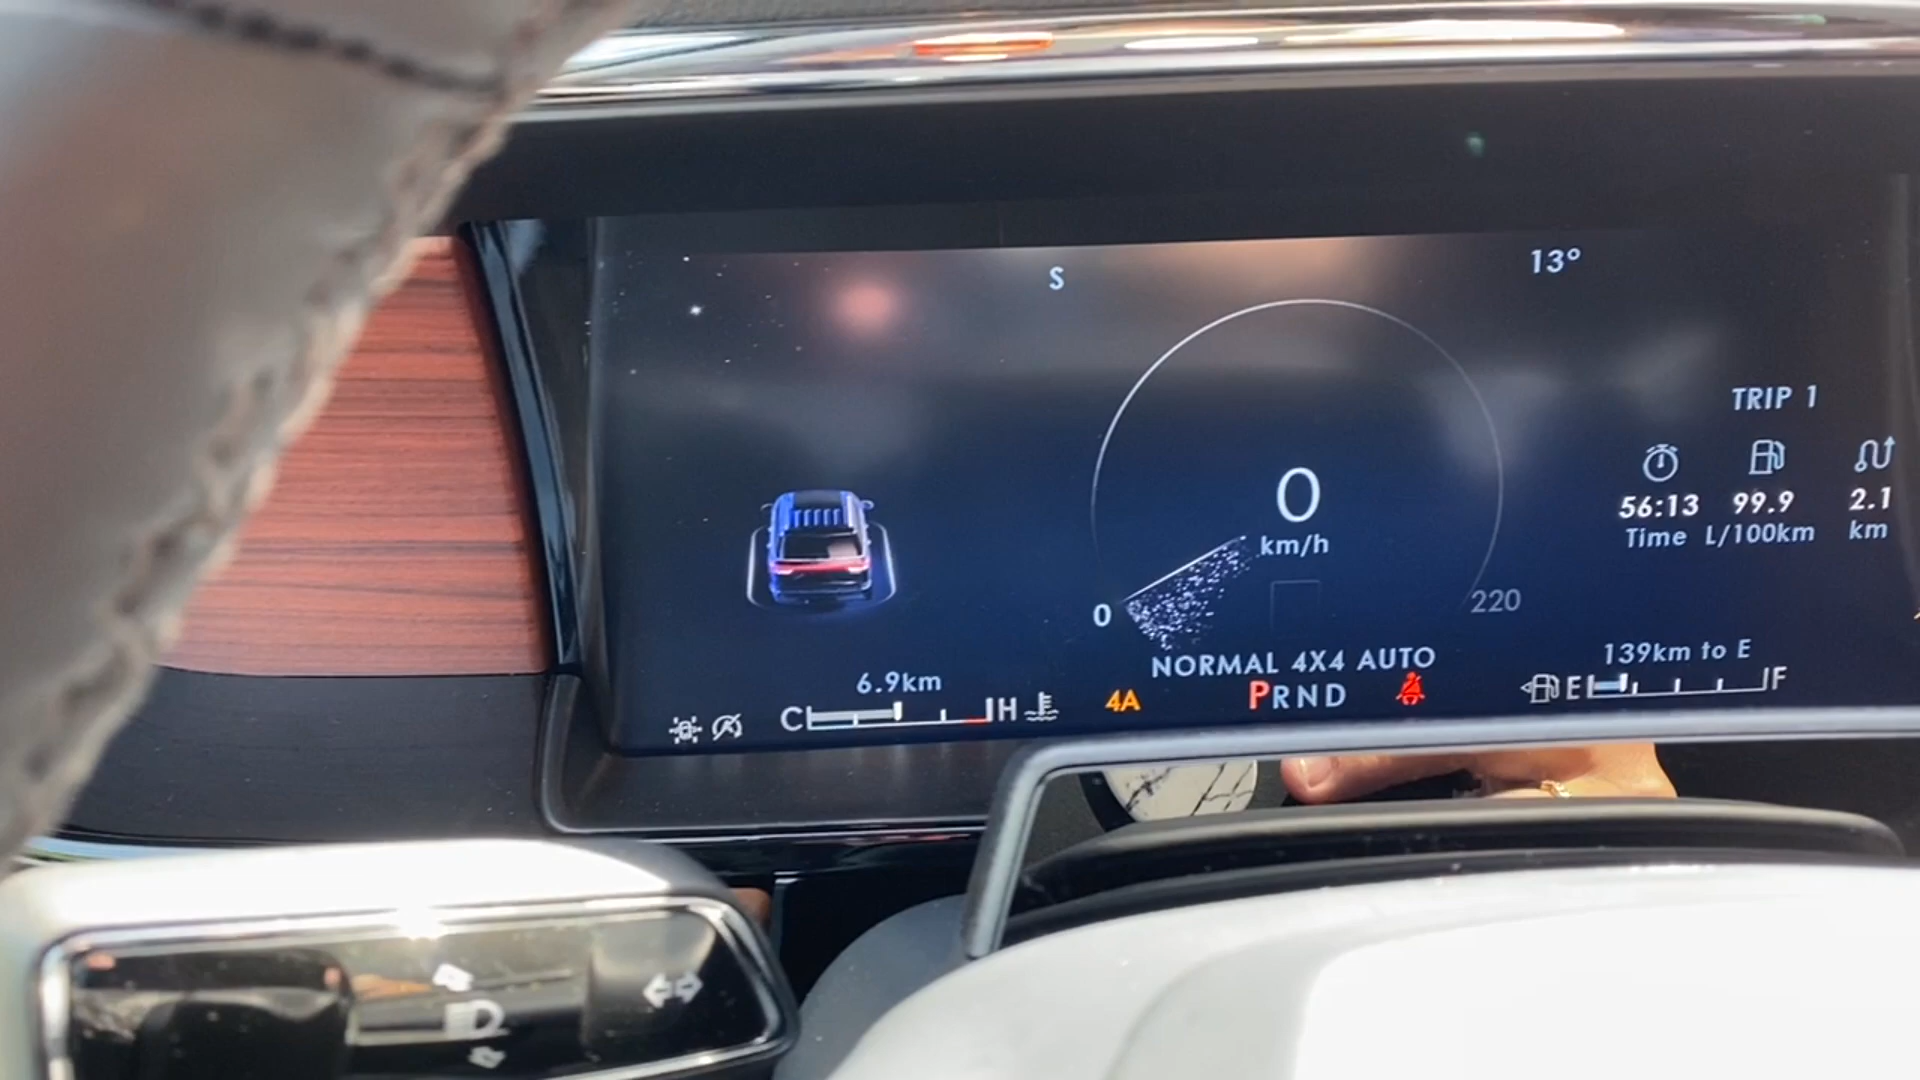 S
13°
TRIP 1
56:13 99.9 2.1
Time L/100km km
0
km/h
0
220
NORMAL 4X4 AUTO
139km to E
6.9km
C H
4A
PRND
E F